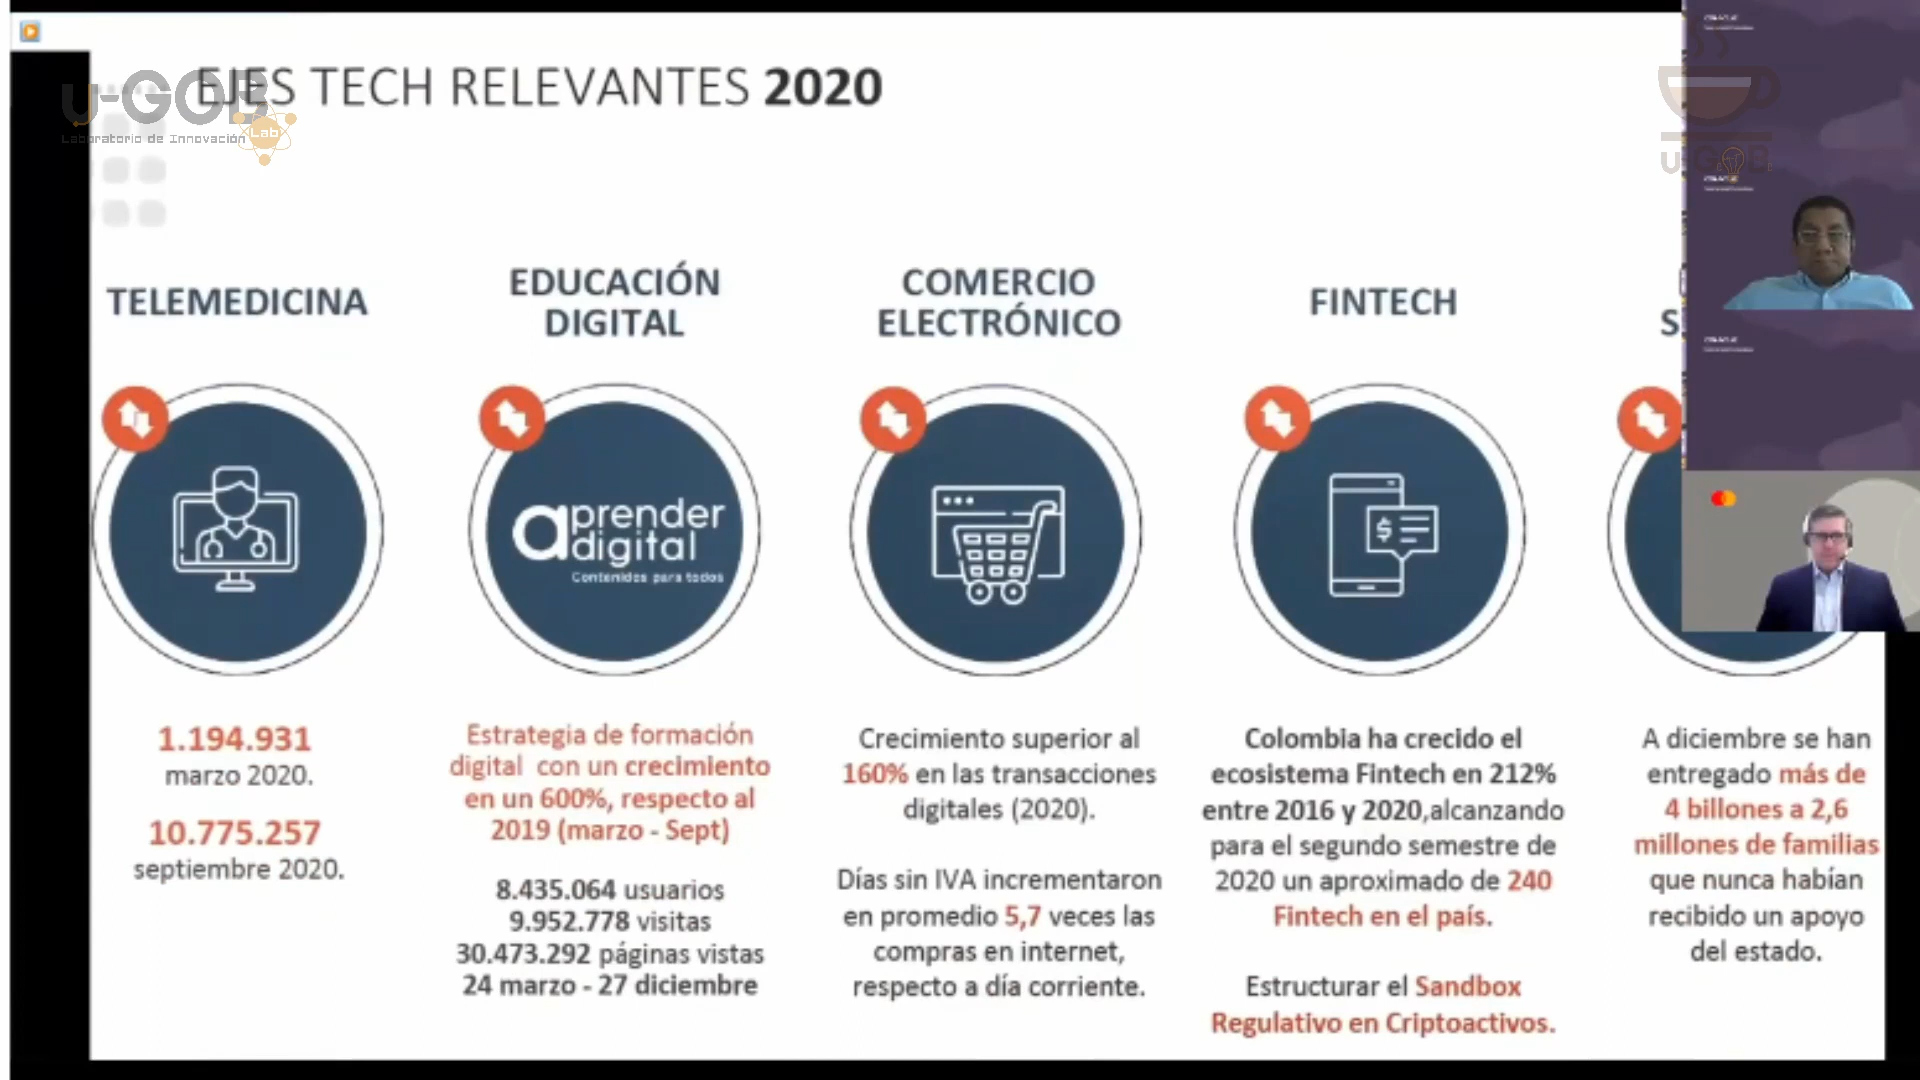 EJES TECH RELEVANTES 2020
U-GOB
Laboratorio de Innovación
Lab
U-GOB
TELEMEDICINA
1.194.931
marzo 2020.
10.775.257
septiembre 2020.
EDUCACIÓN
DIGITAL
aprender
digital
Contenidos para todos
Estrategia de formación
digital con un crecimiento
en un 600%, respecto al
2019 (marzo - Sept)
8.435.064 usuarios
9.952.778 visitas
30.473.292 páginas vistas
24 marzo - 27 diciembre
COMERCIO
ELECTRÓNICO
Crecimiento superior al
160% en las transacciones
digitales (2020).
Días sin IVA incrementaron
en promedio 5,7 veces las
compras en internet,
respecto a día corriente.
FINTECH
$
Colombia ha crecido el
ecosistema Fintech en 212%
entre 2016 y 2020,alcanzando
para el segundo semestre de
2020 un aproximado de 240
Fintech en el país.
Estructurar el Sandbox
Regulativo en Criptoactivos.
A diciembre se han
entregado más de
4 billones a 2,6
millones de familias
que nunca habían
recibido un apoyo
del estado.